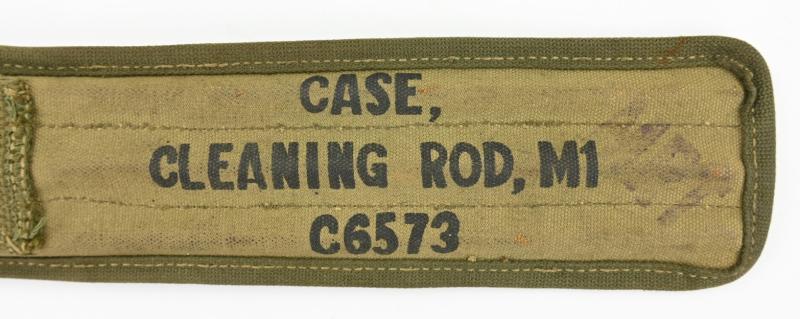 CASE,
CLEANING ROD, M1
C6573